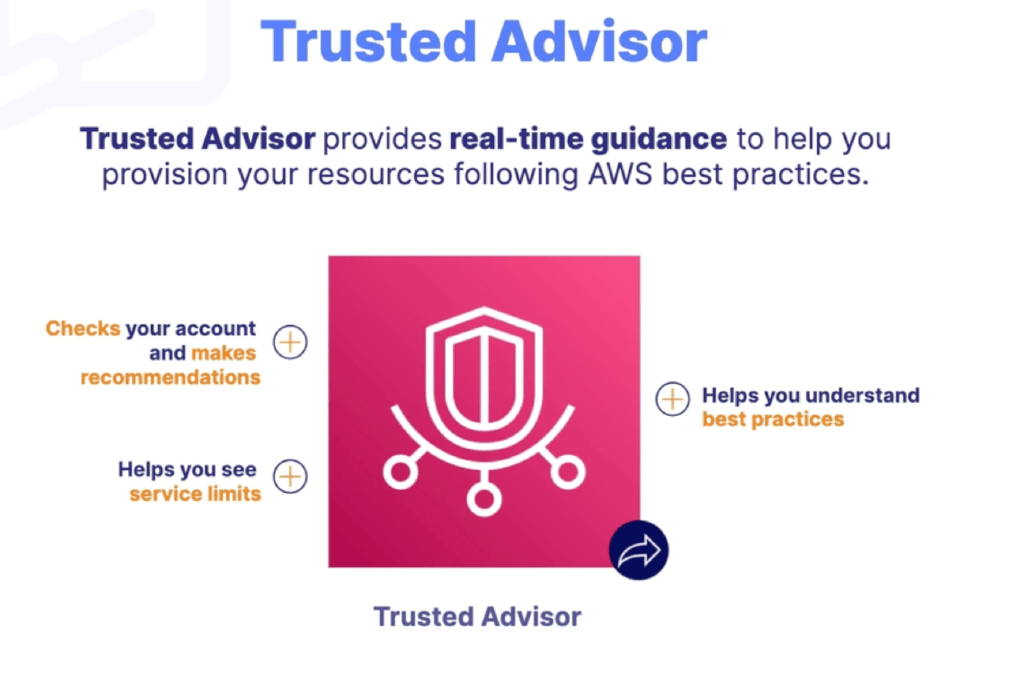 Trusted Advisor
Trusted Advisor provides real-time guidance to help you
provision your resources following AWS best practices.
Checks your account
and makes
recommendations
Helps you see
service limits
Helps you understand
best practices
Trusted Advisor